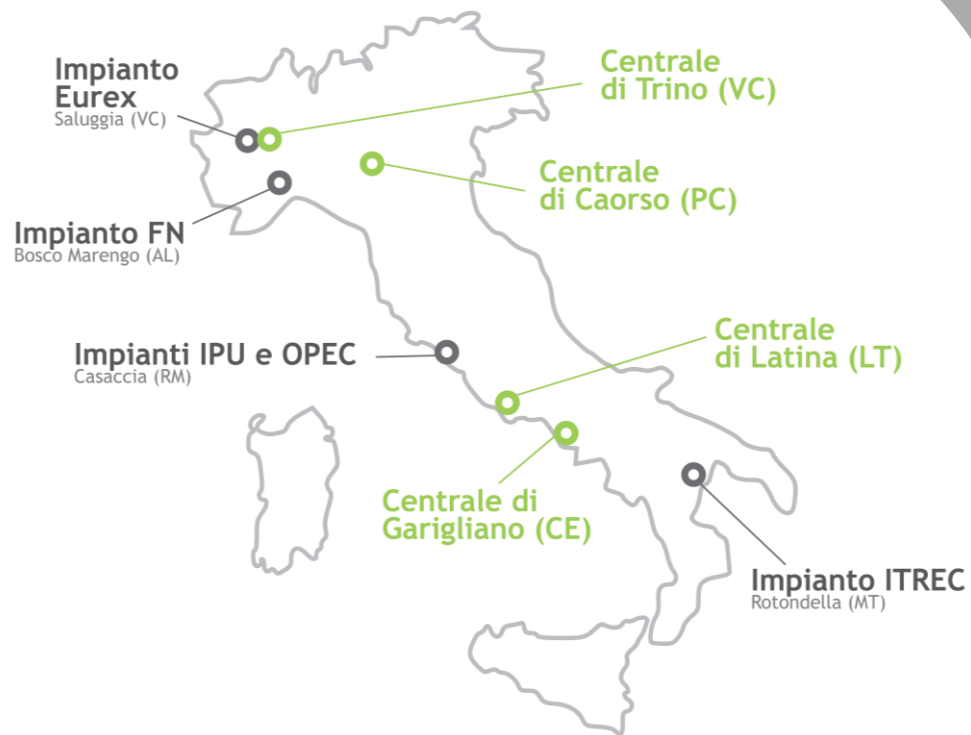 Impianto
Eurex
Saluggia (VC)
Centrale
di Trino (VC)
Centrale
di Caorso (PC)
Impianto FN
Bosco Marengo (AL)
Centrale
di Latina (LT)
Impianti IPU e OPEC
Casaccia (RM)
Centrale di
Garigliano (CE)
Impianto ITREC
Rotondella (MT)